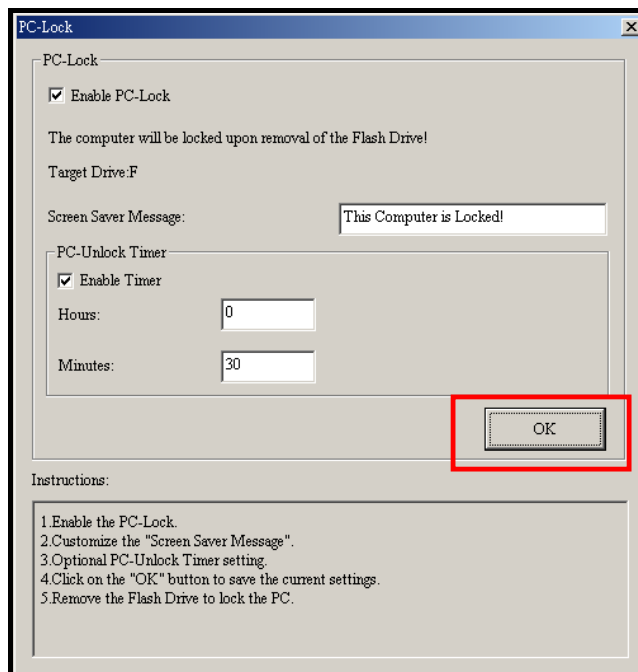 PC-Lock
PC-Lock
Enable PC-Lock
The computer will be locked upon removal of the Flash Drive!
Target Drive:F
Screen Saver Message: This Computer is Locked!
PC-Unlock Timer
Enable Timer
Hours: 0
Minutes: 30
OK
Instructions:
1.Enable the PC-Lock.
2.Customize the "Screen Saver Message".
3.Optional PC-Unlock Timer setting.
4.Click on the "OK" button to save the current settings.
5.Remove the Flash Drive to lock the PC.